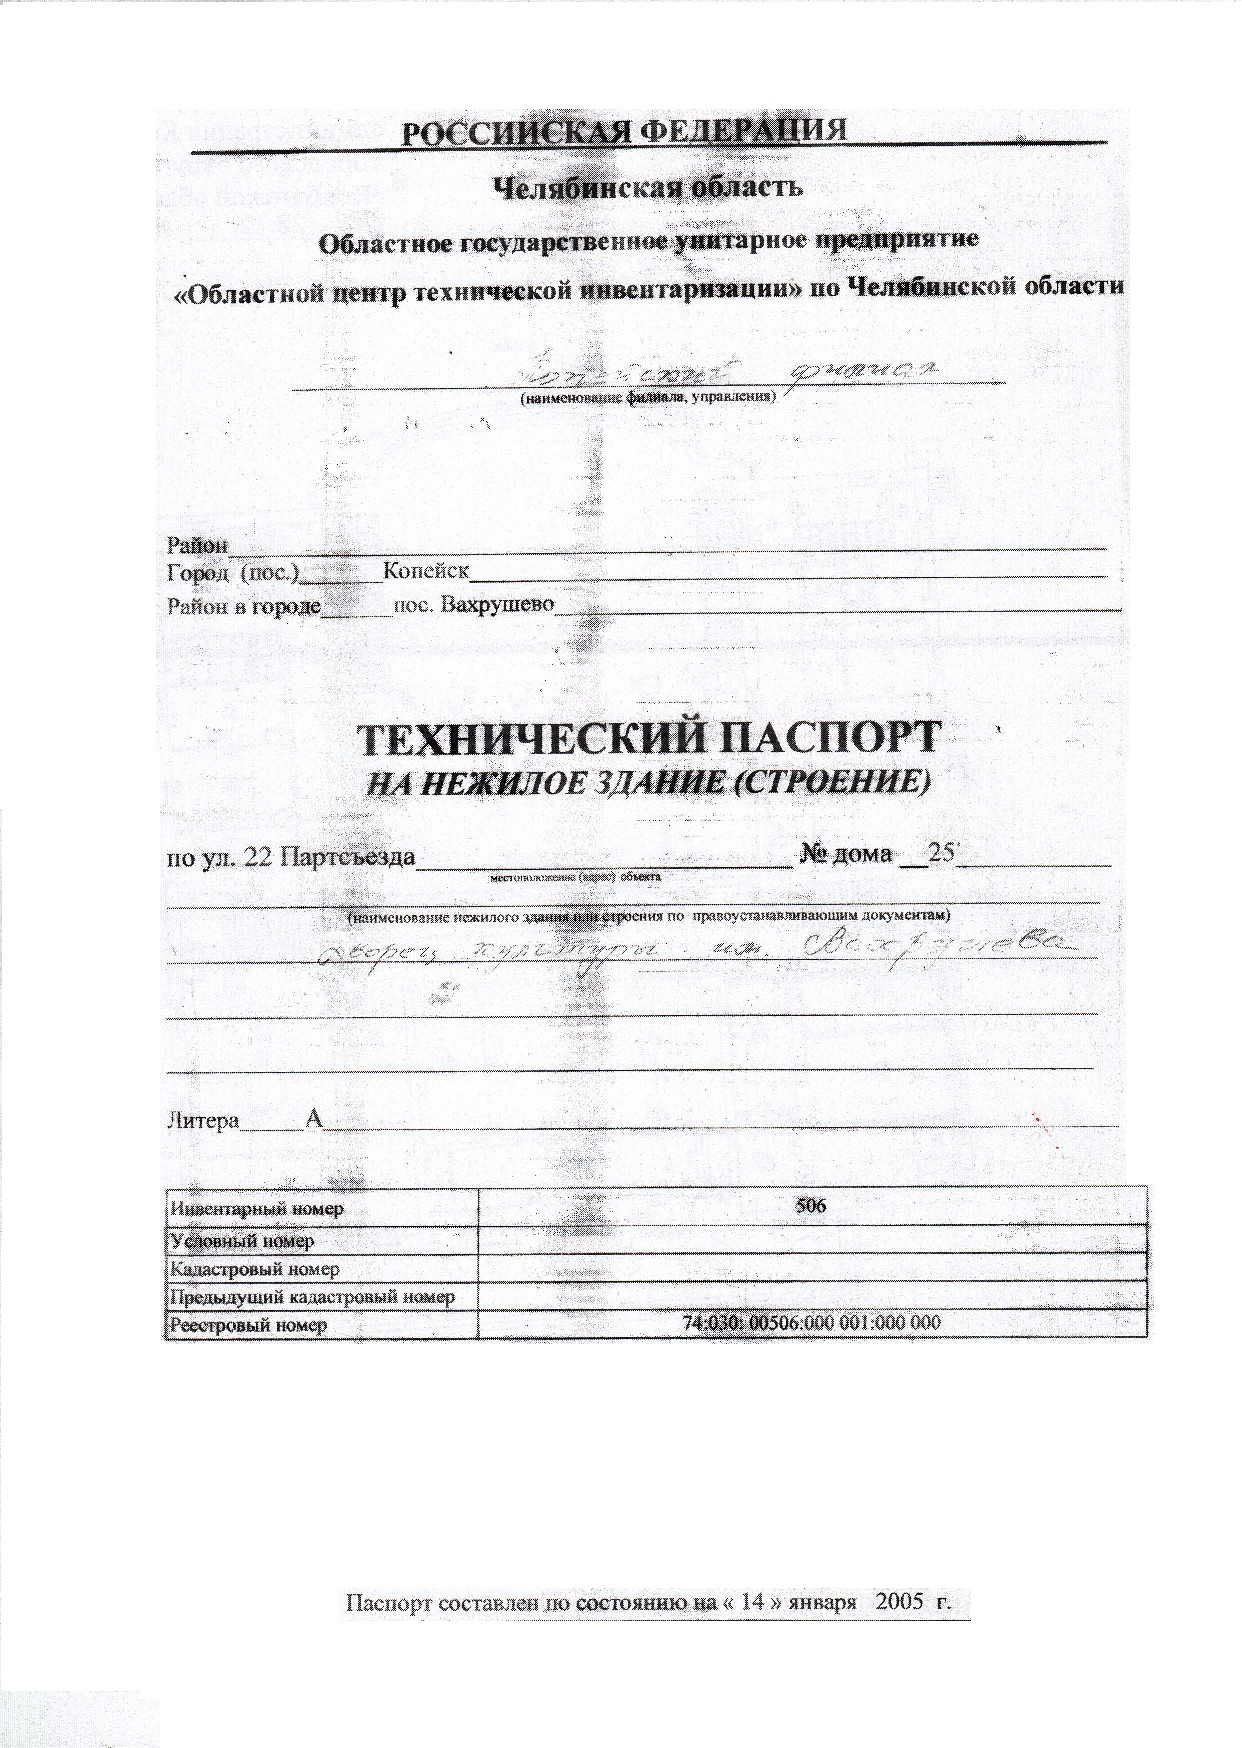 РОССИЙСКАЯ ФЕДЕРАЦИЯ
Челябинская область
Областное государственное унитарное предприятие
«Областной центр технической инвентаризации» по Челябинской области
Копейский филиал
(наименование филиала, управления)
Район
Город (пос.) Копейск
Район в городе пос. Вахрушево
ТЕХНИЧЕСКИЙ ПАСПОРТ
НА НЕЖИЛОЕ ЗДАНИЕ (СТРОЕНИЕ)
по ул. 22 Партсъезда № дома 25
местоположение (адрес) объекта
(наименование нежилого здания или строения по правоустанавливающим документам)
Дворец культуры им. Вахрушева
Литера А
Инвентарный номер 506
Условный номер
Кадастровый номер
Предыдущий кадастровый номер
Реестровый номер 74:030: 00506:000 001:000 000
Паспорт составлен по состоянию на « 14 » января 2005 г.